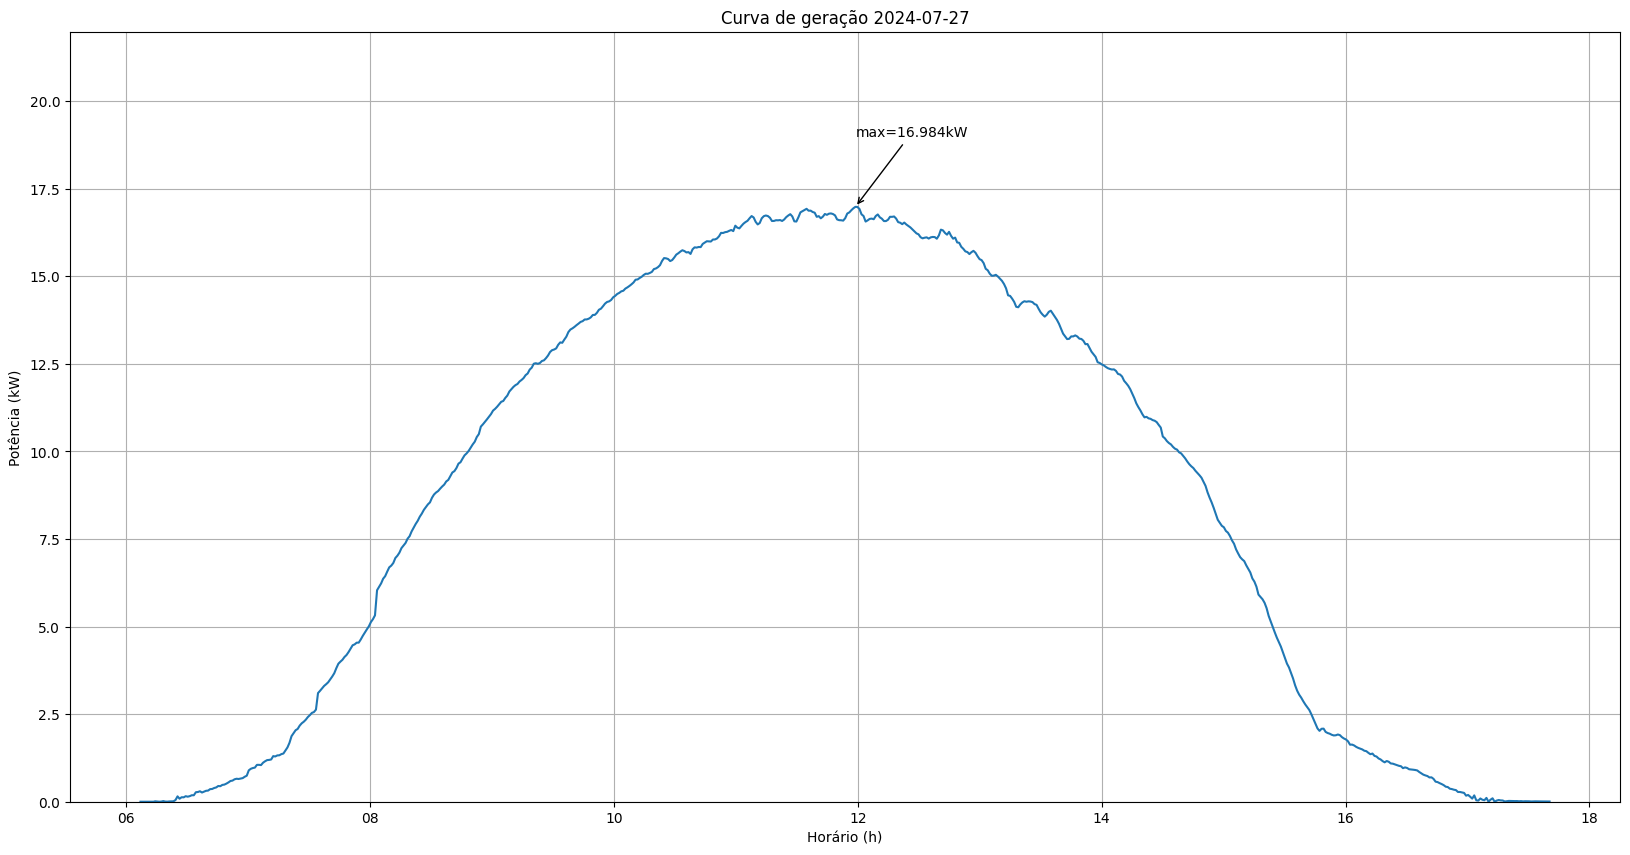 Curva de geração 2024-07-27
max=16.984kW
Potência (kW)
20.0
17.5
15.0
12.5
10.0
7.5
5.0
2.5
0.0
06 08 10 12 14 16 18
Horário (h)